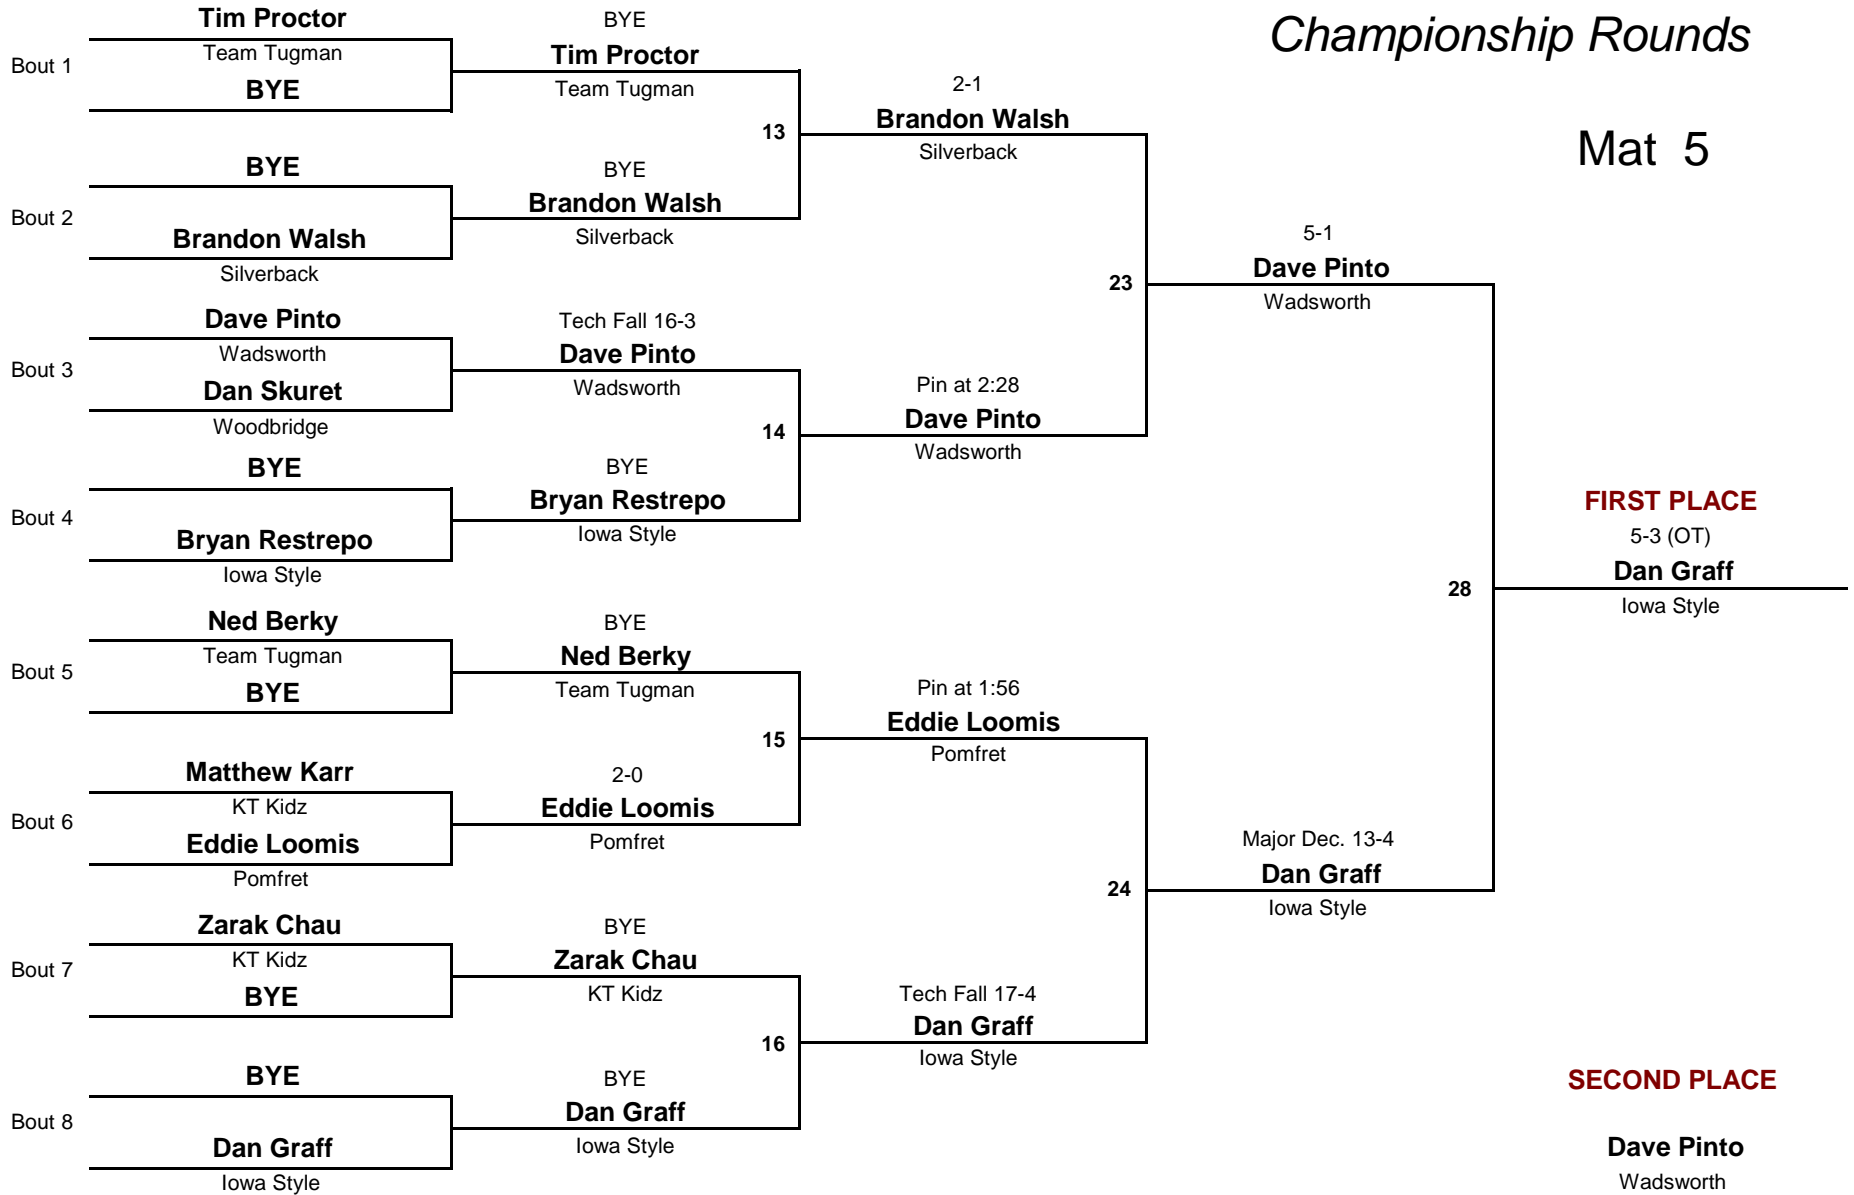 Championship Rounds
Mat 5
Bout 1
Tim Proctor
Team Tugman
BYE
Bout 2
BYE
Brandon Walsh
Silverback
Bout 3
Dave Pinto
Wadsworth
Dan Skuret
Woodbridge
Bout 4
BYE
Bryan Restrepo
Iowa Style
Bout 5
Ned Berky
Team Tugman
BYE
Bout 6
Matthew Karr
KT Kidz
Eddie Loomis
Pomfret
Bout 7
Zarak Chau
KT Kidz
BYE
Bout 8
BYE
Dan Graff
Iowa Style
BYE
Tim Proctor
Team Tugman
13
BYE
Brandon Walsh
Silverback
Tech Fall 16-3
Dave Pinto
Wadsworth
14
BYE
Bryan Restrepo
Iowa Style
BYE
Ned Berky
Team Tugman
15
2-0
Eddie Loomis
Pomfret
BYE
Zarak Chau
KT Kidz
16
BYE
Dan Graff
Iowa Style
2-1
Brandon Walsh
Silverback
23
Pin at 2:28
Dave Pinto
Wadsworth
Pin at 1:56
Eddie Loomis
Pomfret
24
Tech Fall 17-4
Dan Graff
Iowa Style
5-1
Dave Pinto
Wadsworth
28
Major Dec. 13-4
Dan Graff
Iowa Style
FIRST PLACE
5-3 (OT)
Dan Graff
Iowa Style
SECOND PLACE
Dave Pinto
Wadsworth